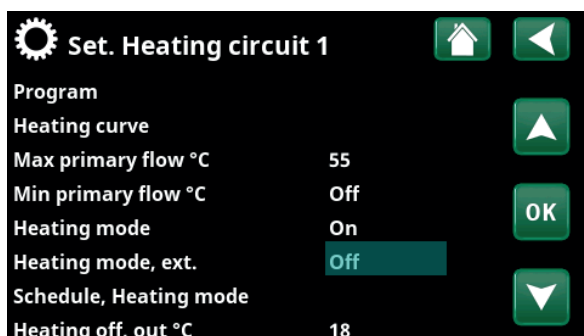 Set. Heating circuit 1
Program
Heating curve
Max primary flow °C 55
Min primary flow °C Off
Heating mode On
OK
Heating mode, ext. Off
Schedule, Heating mode
Heating off, out °C 18